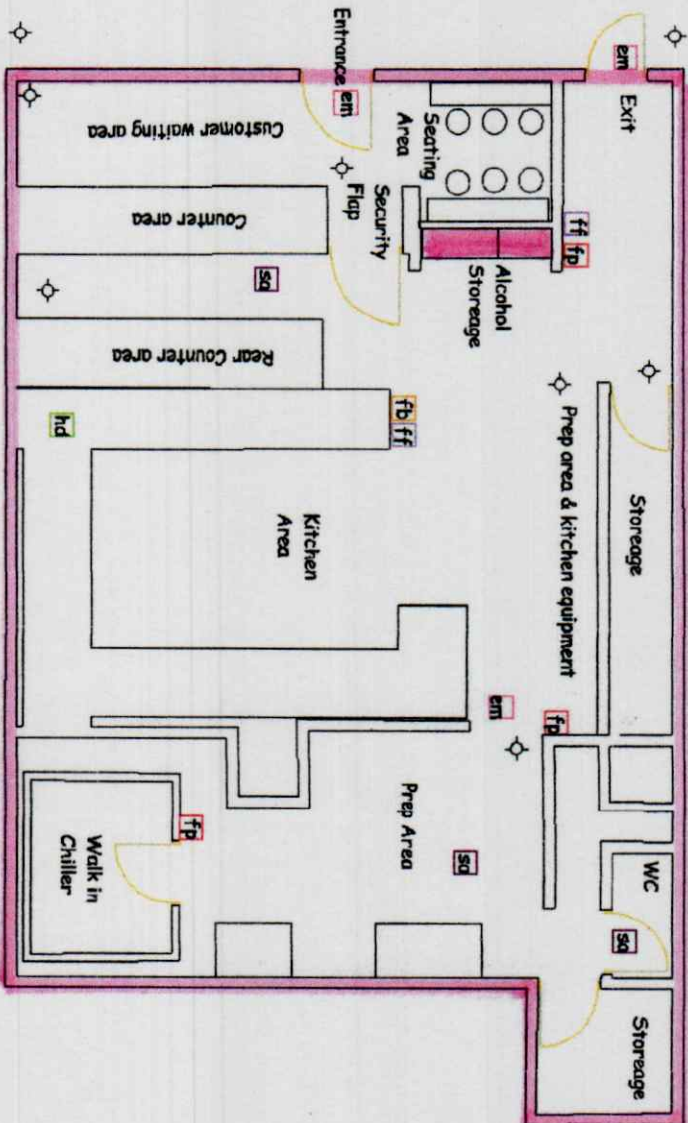 Entrance
em
em
Exit
Customer waiting area
Seating
Area
Security
Flap
Counter area
ff
fp
sa
Alcohol
Storeage
Rear Counter area
hd
fb
ff
Prep area & kitchen equipment
Storeage
Kitchen
Area
em
fp
Prep Area
fp
Walk in
Chiller
sa
WC
sa
Storeage